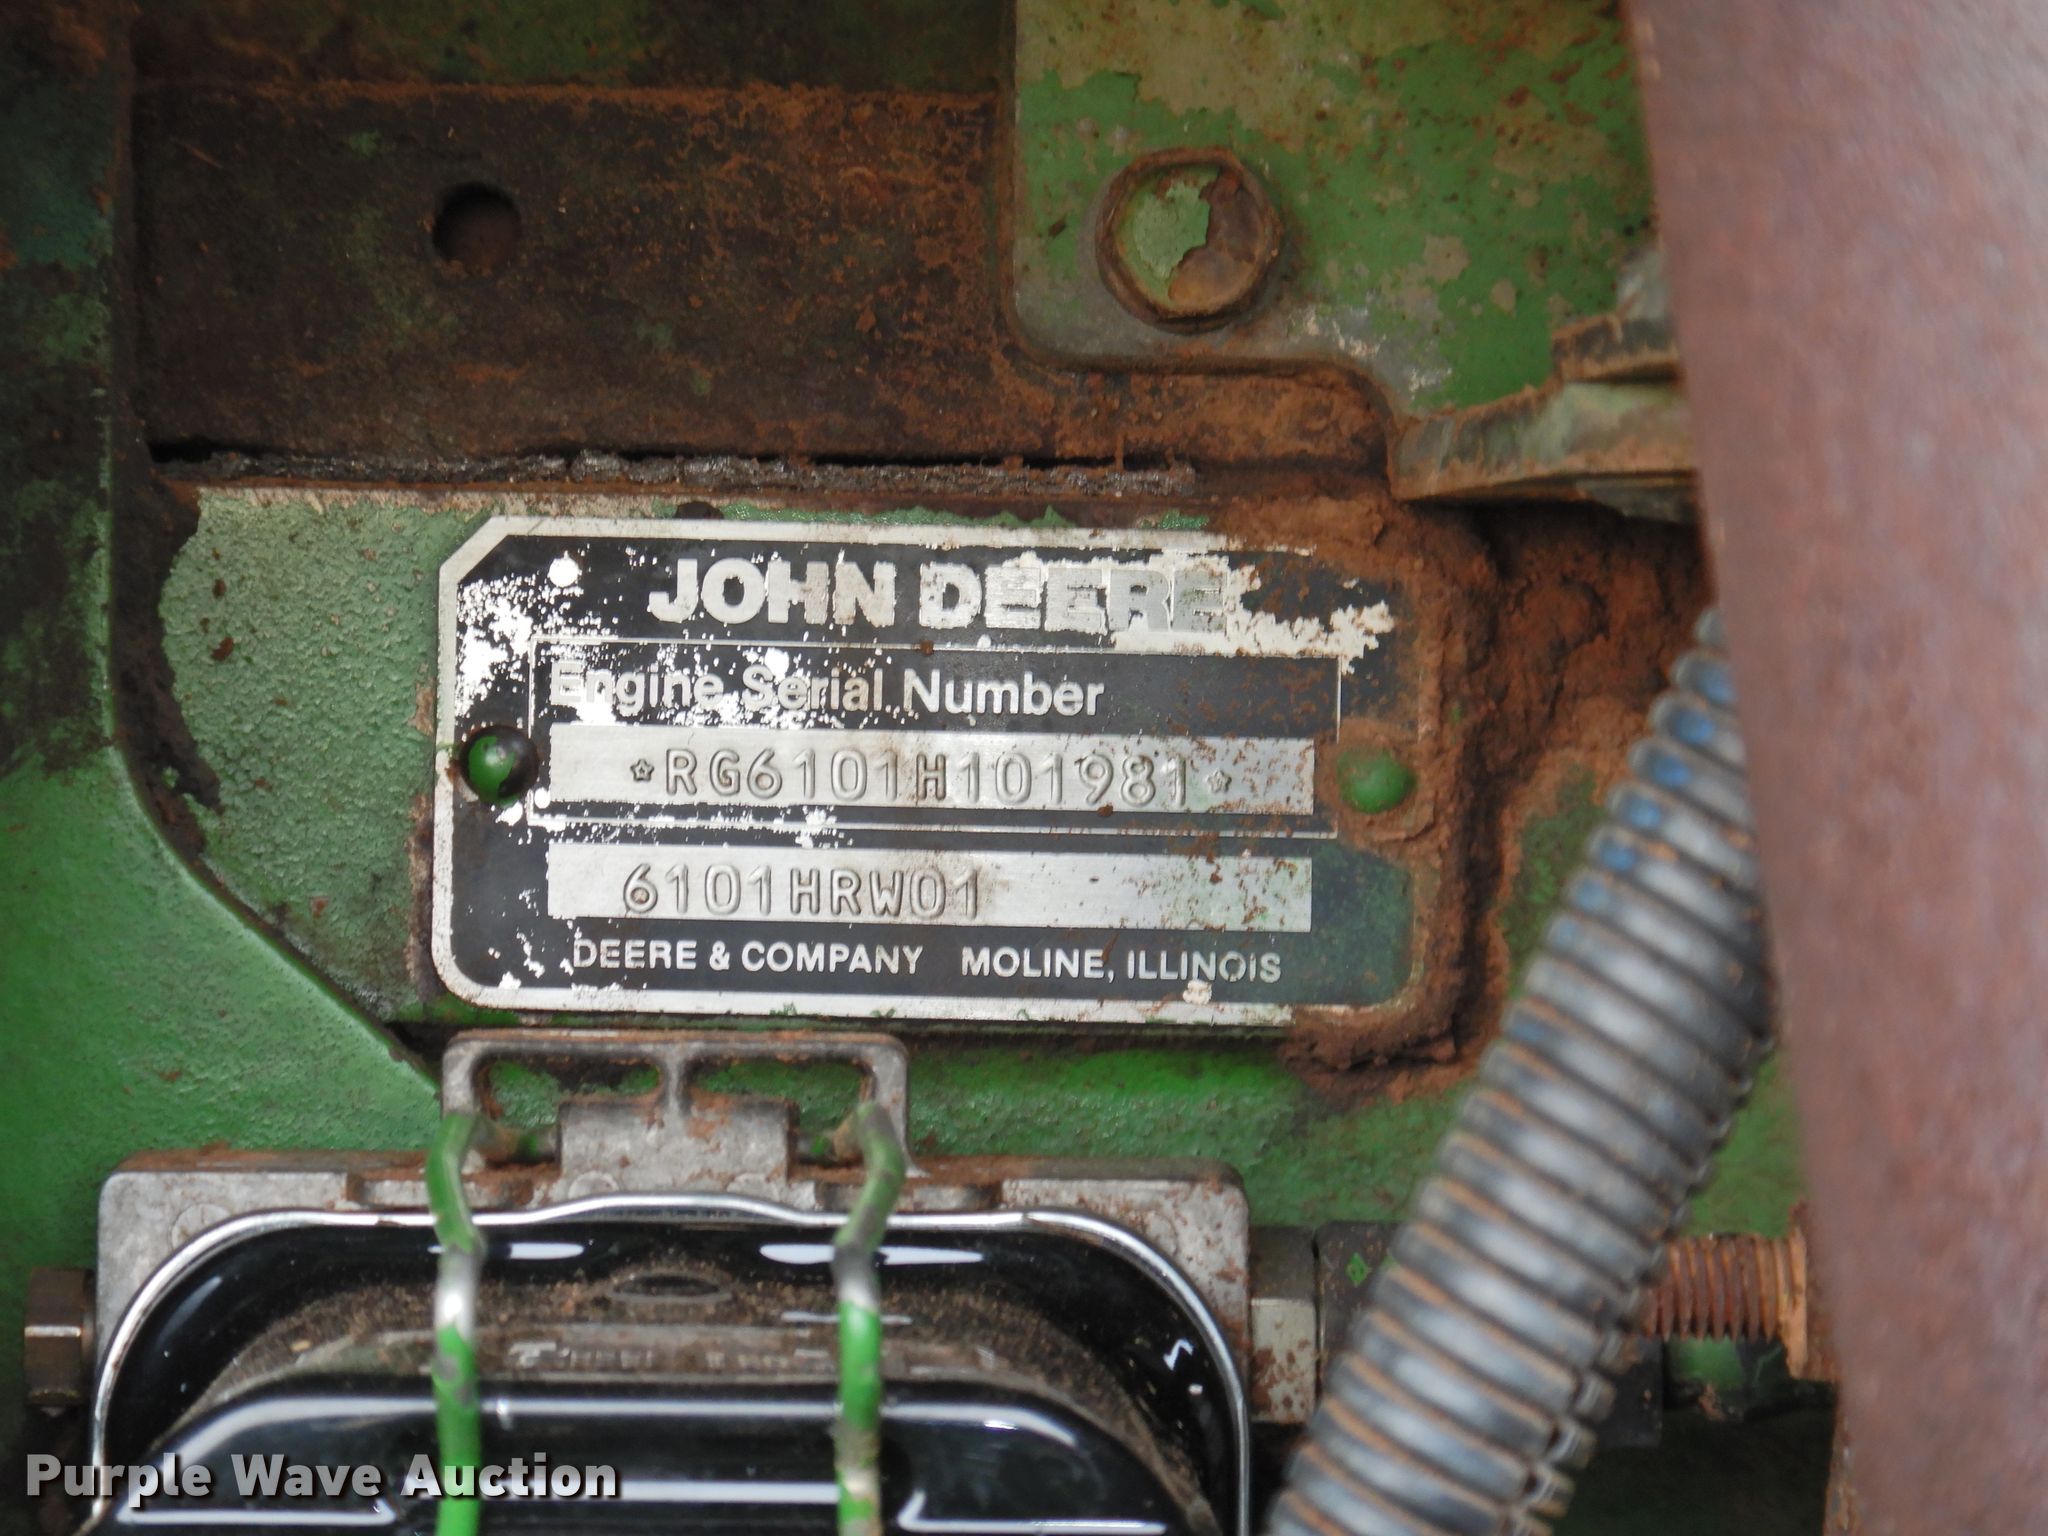 JOHN DEERE
Engine Serial Number
*RG6101H101981*
6101HRW01
DEERE & COMPANY MOLINE, ILLINOIS
Purple Wave Auction